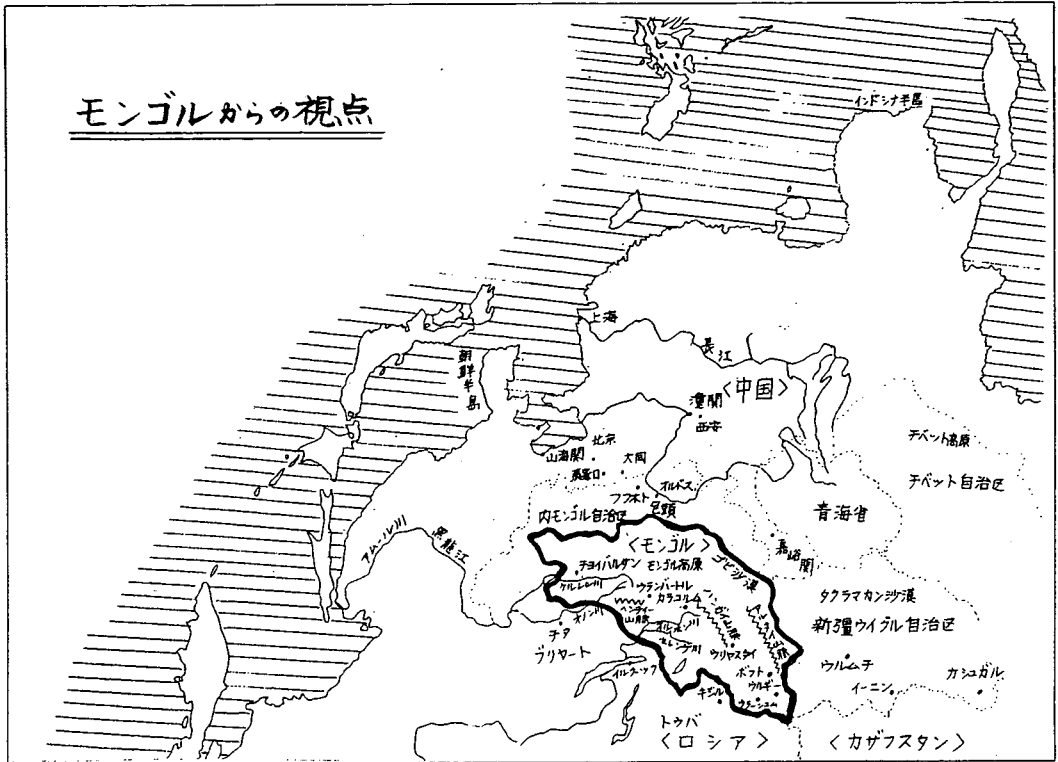 モンゴルからの視点
インドシナ半島
上海
長江
朝鮮半島
〈中国〉
潼関
西安
チベット高原
チベット自治区
北京
山海関
大同
張家口
オルドス
フフホト
包頭
青海省
内モンゴル自治区
アムール川
黒龍江
〈モンゴル〉
嘉峪関
チョイバルサン
モンゴル高原
ゴビ沙漠
タクラマカン沙漠
ケルレン川
ウランバートル
カラコルム
ヘンティー山脈
新疆ウイグル自治区
オノン川
オルホン川
チタ
ブリヤート
セレンゲ川
ウリヤスタイ
アルタイ山脈
ウルムチ
イルクーツク
ホブト
ウルギー
イーニン
カシュガル
キジル
トゥバ
〈ロシア〉
〈カザフスタン〉